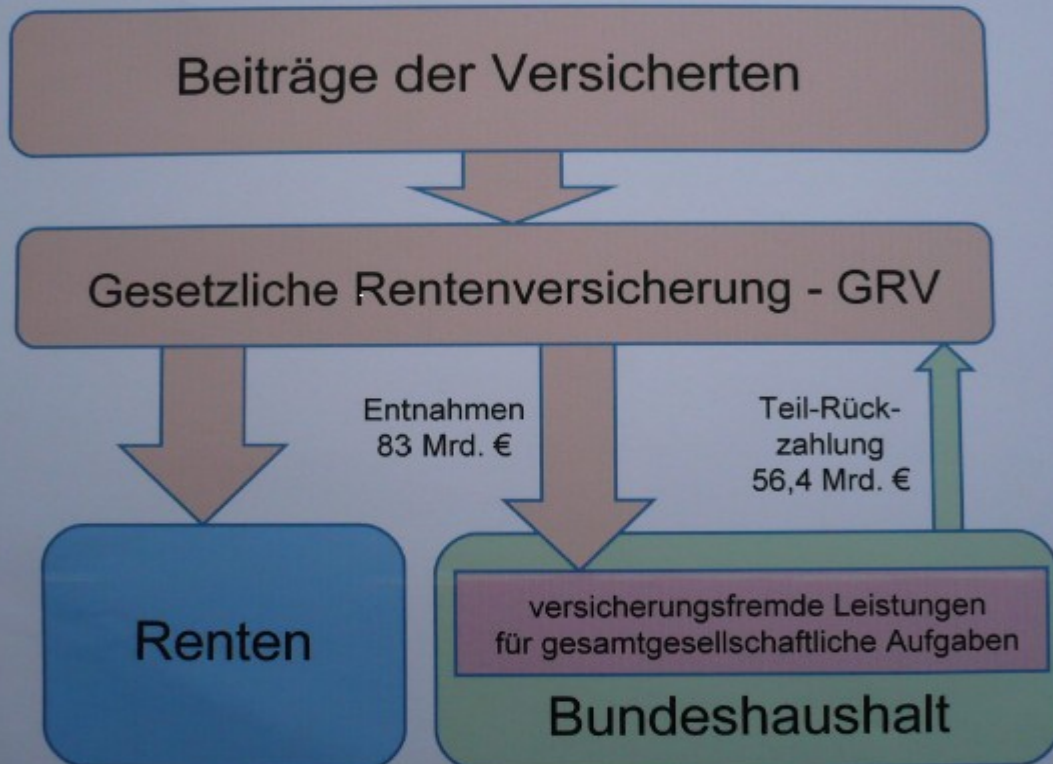 Beiträge der Versicherten
Gesetzliche Rentenversicherung - GRV
Entnahmen
83 Mrd. €
Teil-Rück-
zahlung
56,4 Mrd. €
Renten
versicherungsfremde Leistungen
für gesamtgesellschaftliche Aufgaben
Bundeshaushalt